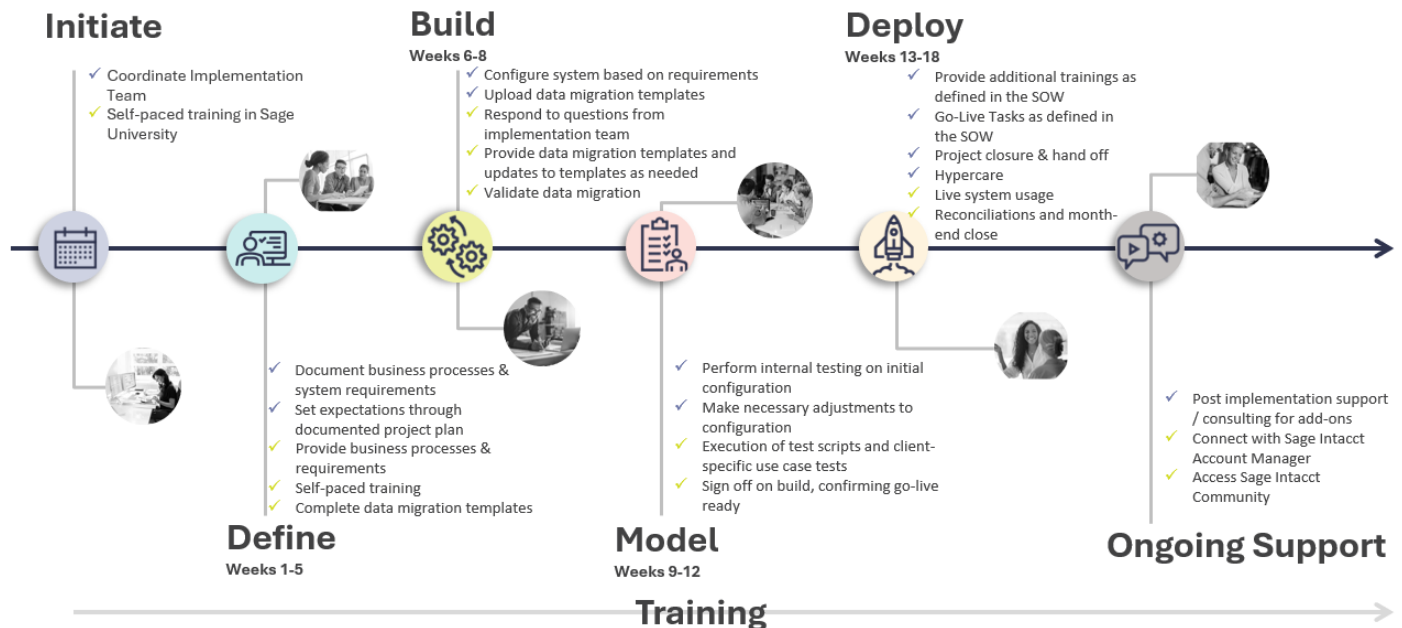 Initiate
Coordinate Implementation
Team
Self-paced training in Sage
University
Build
Weeks 6-8
Configure system based on requirements
Upload data migration templates
Respond to questions from
implementation team
Provide data migration templates and
updates to templates as needed
Validate data migration
Deploy
Weeks 13-18
Provide additional trainings as
defined in the SOW
Go-Live Tasks as defined in
the SOW
Project closure & hand off
Hypercare
Live system usage
Reconciliations and month-
end close
Document business processes &
system requirements
Set expectations through
documented project plan
Provide business processes &
requirements
Self-paced training
Complete data migration templates
Define
Weeks 1-5
Perform internal testing on initial
configuration
Make necessary adjustments to
configuration
Execution of test scripts and client-
specific use case tests
Sign off on build, confirming go-live
ready
Model
Weeks 9-12
Post implementation support
/ consulting for add-ons
Connect with Sage Intacct
Account Manager
Access Sage Intacct
Community
Ongoing Support
Training